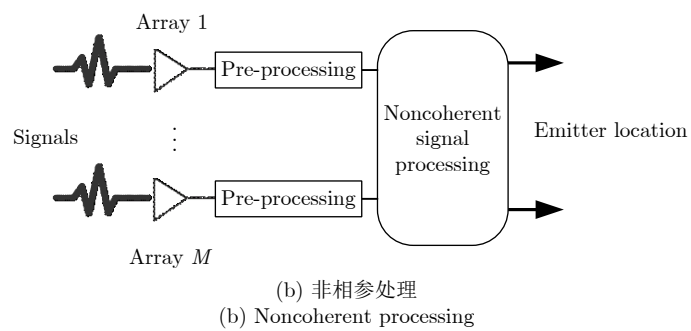 Array 1
Pre-processing
Signals
⋮
Noncoherent
signal
processing
Emitter location
Pre-processing
Array M
(b) 非相参处理
(b) Noncoherent processing